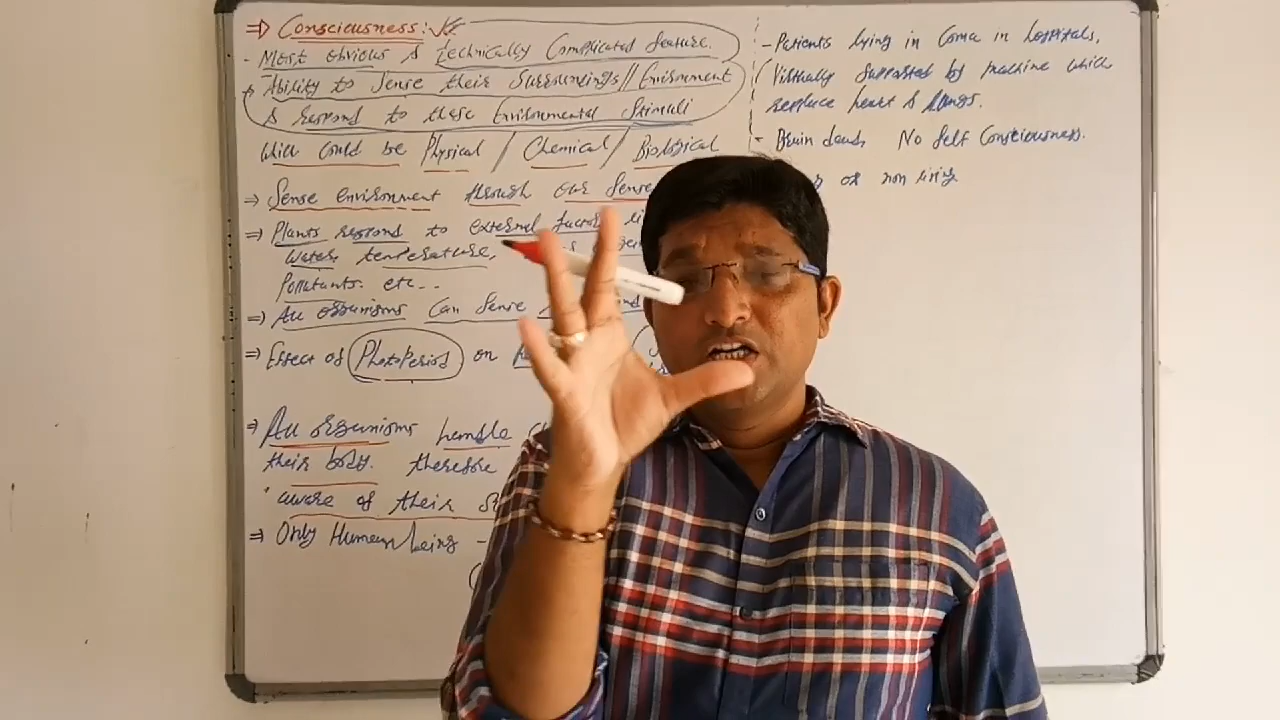 ⇒ Consciousness:
- Most obvious & technically Complicated feature.
Ability to Sense their Surroundings // Environment
& respond to these Environmental Stimuli
which could be Physical / Chemical / Biological
⇒ Sense environment through our Sense
⇒ Plants respond to external factors
Water, temperature,
Pollutants. etc...
⇒ All organisms Can Sense
⇒ Effect of PhotoPeriod on
⇒ All organisms handle
their body. therefore
aware of their
⇒ Only Human being -
- Patients lying in Coma in hospitals,
Virtually supported by machine which
replace heart & lungs.
- Brain dead, No Self Consciousness.
or non living